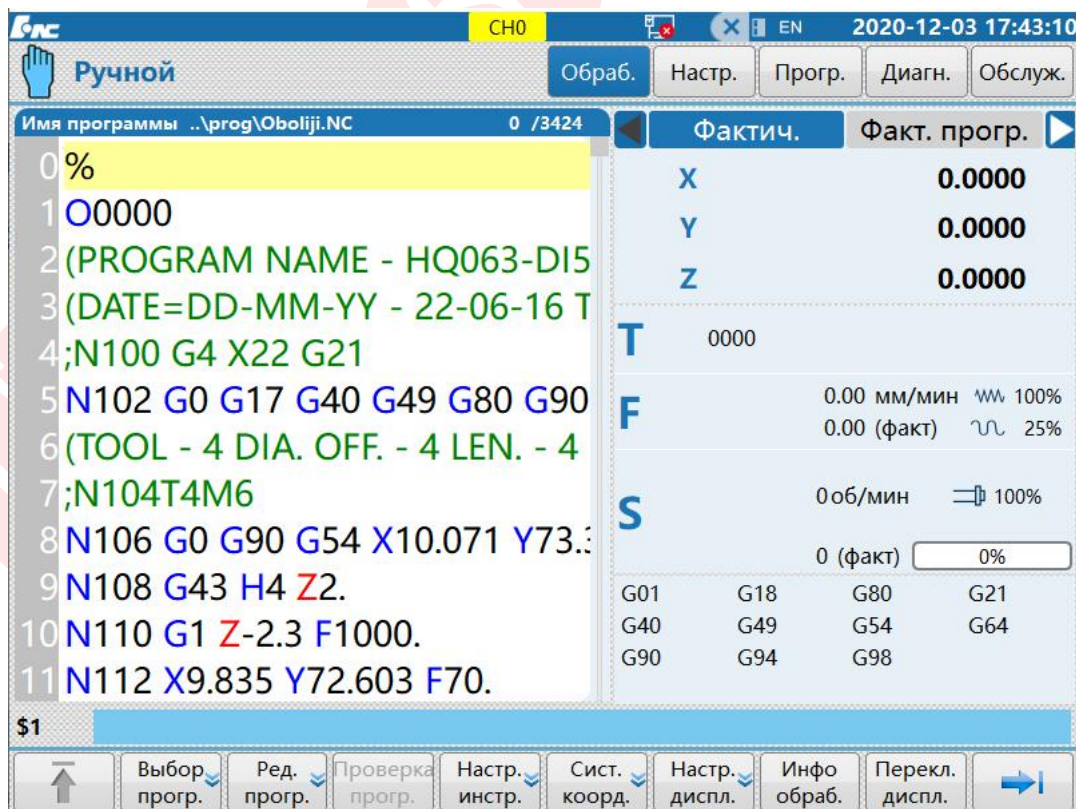 HNC CH0 EN 2020-12-03 17:43:10
Ручной Обраб. Настр. Прогр. Диагн. Обслуж.
Имя программы ..\prog\Oboliji.NC 0 /3424
0 %
1 O0000
2 (PROGRAM NAME - HQ063-DI5
3 (DATE=DD-MM-YY - 22-06-16 T
4 ;N100 G4 X22 G21
5 N102 G0 G17 G40 G49 G80 G90
6 (TOOL - 4 DIA. OFF. - 4 LEN. - 4
7 ;N104T4M6
8 N106 G0 G90 G54 X10.071 Y73.
9 N108 G43 H4 Z2.
10 N110 G1 Z-2.3 F1000.
11 N112 X9.835 Y72.603 F70.
Фактич. Факт. прогр.
X 0.0000
Y 0.0000
Z 0.0000
T 0000
F 0.00 мм/мин 100%
0.00 (факт) 25%
S 0 об/мин 100%
0 (факт) 0%
G01 G18 G80 G21
G40 G49 G54 G64
G90 G94 G98
$1
Выбор прогр.
Ред. прогр.
Проверка прогр.
Настр. инстр.
Сист. коорд.
Настр. диспл.
Инфо обраб.
Перекл. диспл.